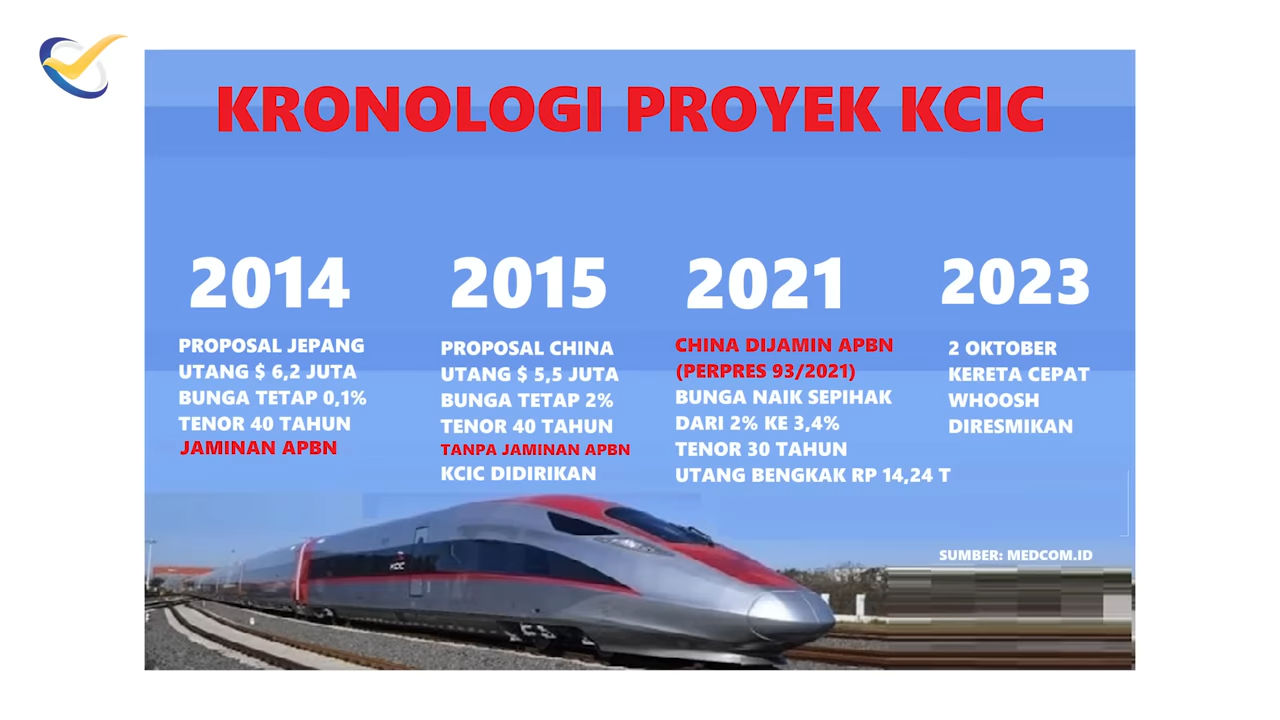 KRONOLOGI PROYEK KCIC
2014
PROPOSAL JEPANG
UTANG $ 6,2 JUTA
BUNGA TETAP 0,1%
TENOR 40 TAHUN
JAMINAN APBN
2015
PROPOSAL CHINA
UTANG $ 5,5 JUTA
BUNGA TETAP 2%
TENOR 40 TAHUN
TANPA JAMINAN APBN
KCIC DIDIRIKAN
2021
CHINA DIJAMIN APBN
(PERPRES 93/2021)
BUNGA NAIK SEPIHAK
DARI 2% KE 3,4%
TENOR 30 TAHUN
UTANG BENGKAK RP 14,24 T
2023
2 OKTOBER
KERETA CEPAT
WHOOSH
DIRESMIKAN
SUMBER: MEDCOM.ID
KCIC